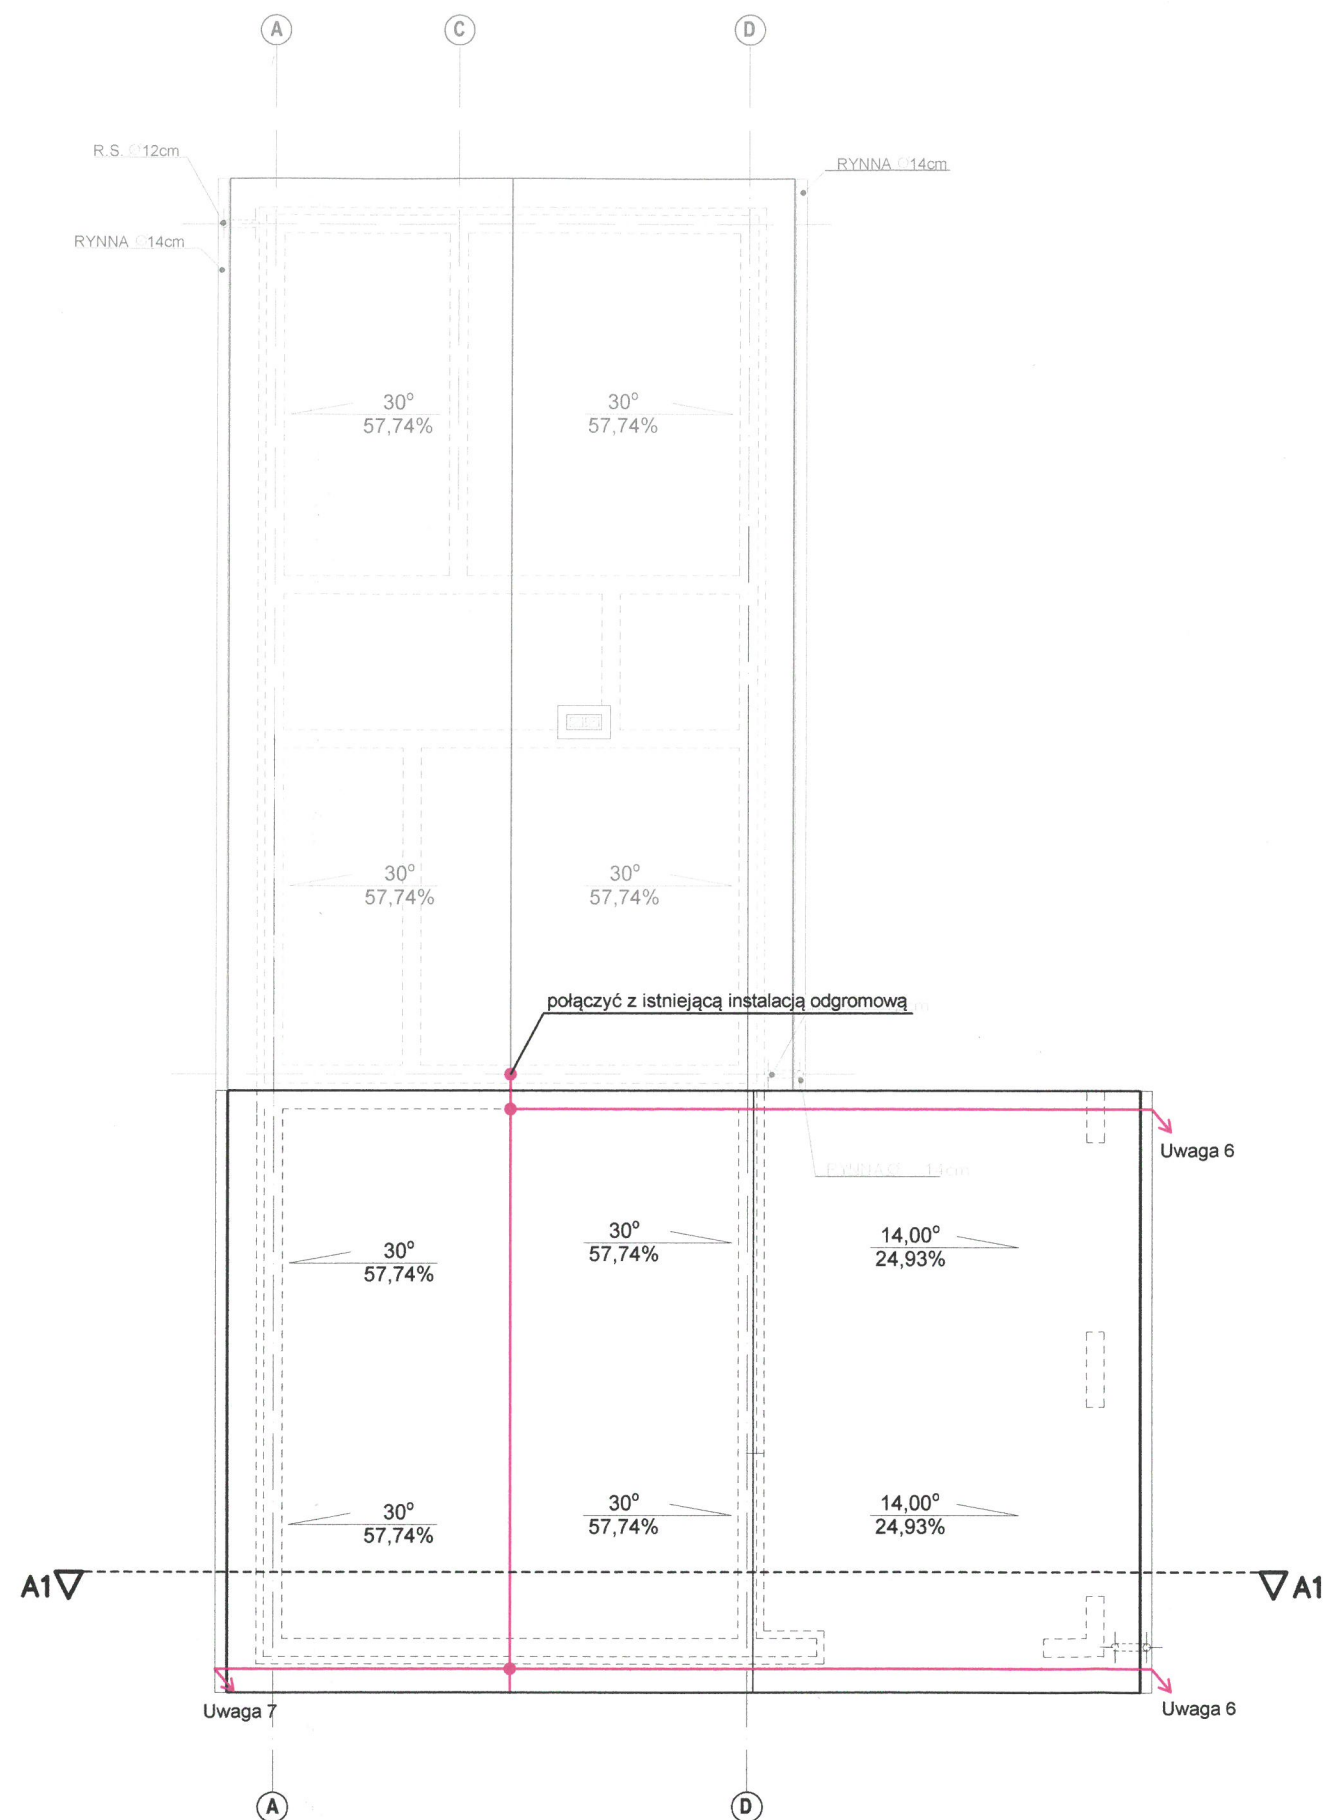 A
C
D
R.S. ∅12cm
RYNNA ∅14cm
RYNNA ∅14cm
30°
57,74%
30°
57,74%
30°
57,74%
30°
57,74%
połączyć z istniejącą instalacją odgromową
Uwaga 6
RYNNA∅ 14cm
30°
57,74%
30°
57,74%
14,00°
24,93%
30°
57,74%
30°
57,74%
14,00°
24,93%
A1
A1
Uwaga 7
Uwaga 6
A
D